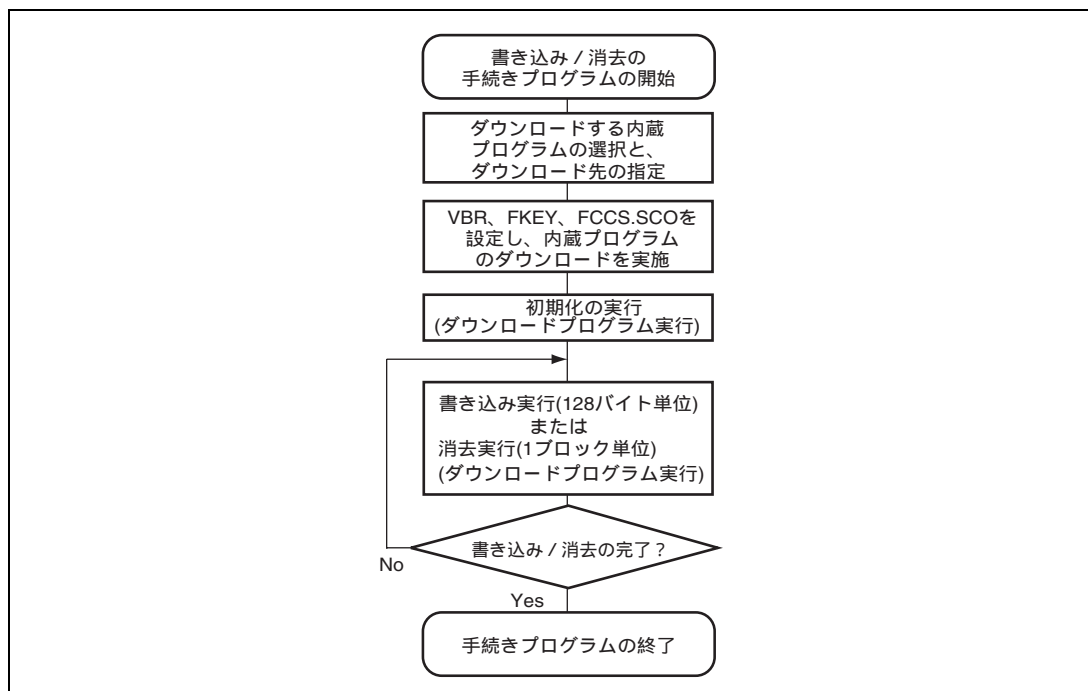 書き込み / 消去の
手続きプログラムの開始
ダウンロードする内蔵
プログラムの選択と、
ダウンロード先の指定
VBR、FKEY、FCCS.SCOを
設定し、内蔵プログラム
のダウンロードを実施
初期化の実行
(ダウンロードプログラム実行)
書き込み実行(128バイト単位)
または
消去実行(1ブロック単位)
(ダウンロードプログラム実行)
書き込み / 消去の完了?
No
Yes
手続きプログラムの終了